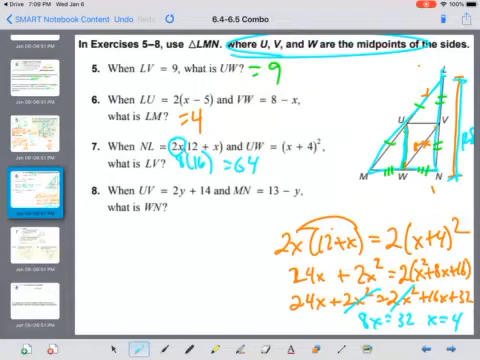 Drive 7:09 PM Wed Jan 6
SMART Notebook Content
6.4-6.5 Combo
In Exercises 5–8, use △LMN. where U, V, and W are the midpoints of the sides.
5. When LV = 9, what is UW? = 9
6. When LU = 2(x − 5) and VW = 8 − x,
what is LM? = 4
7. When NL = (2x)(12 + x) and UW = (x + 4)²,
what is LV? 8(16) = 64
8. When UV = 2y + 14 and MN = 13 − y,
what is WN?
L
U V
M W N
2x(12+x) = 2(x+4)²
24x + 2x² = 2(x²+8x+16)
24x + 2x² = 2x² + 16x + 32
8x = 32 x = 4